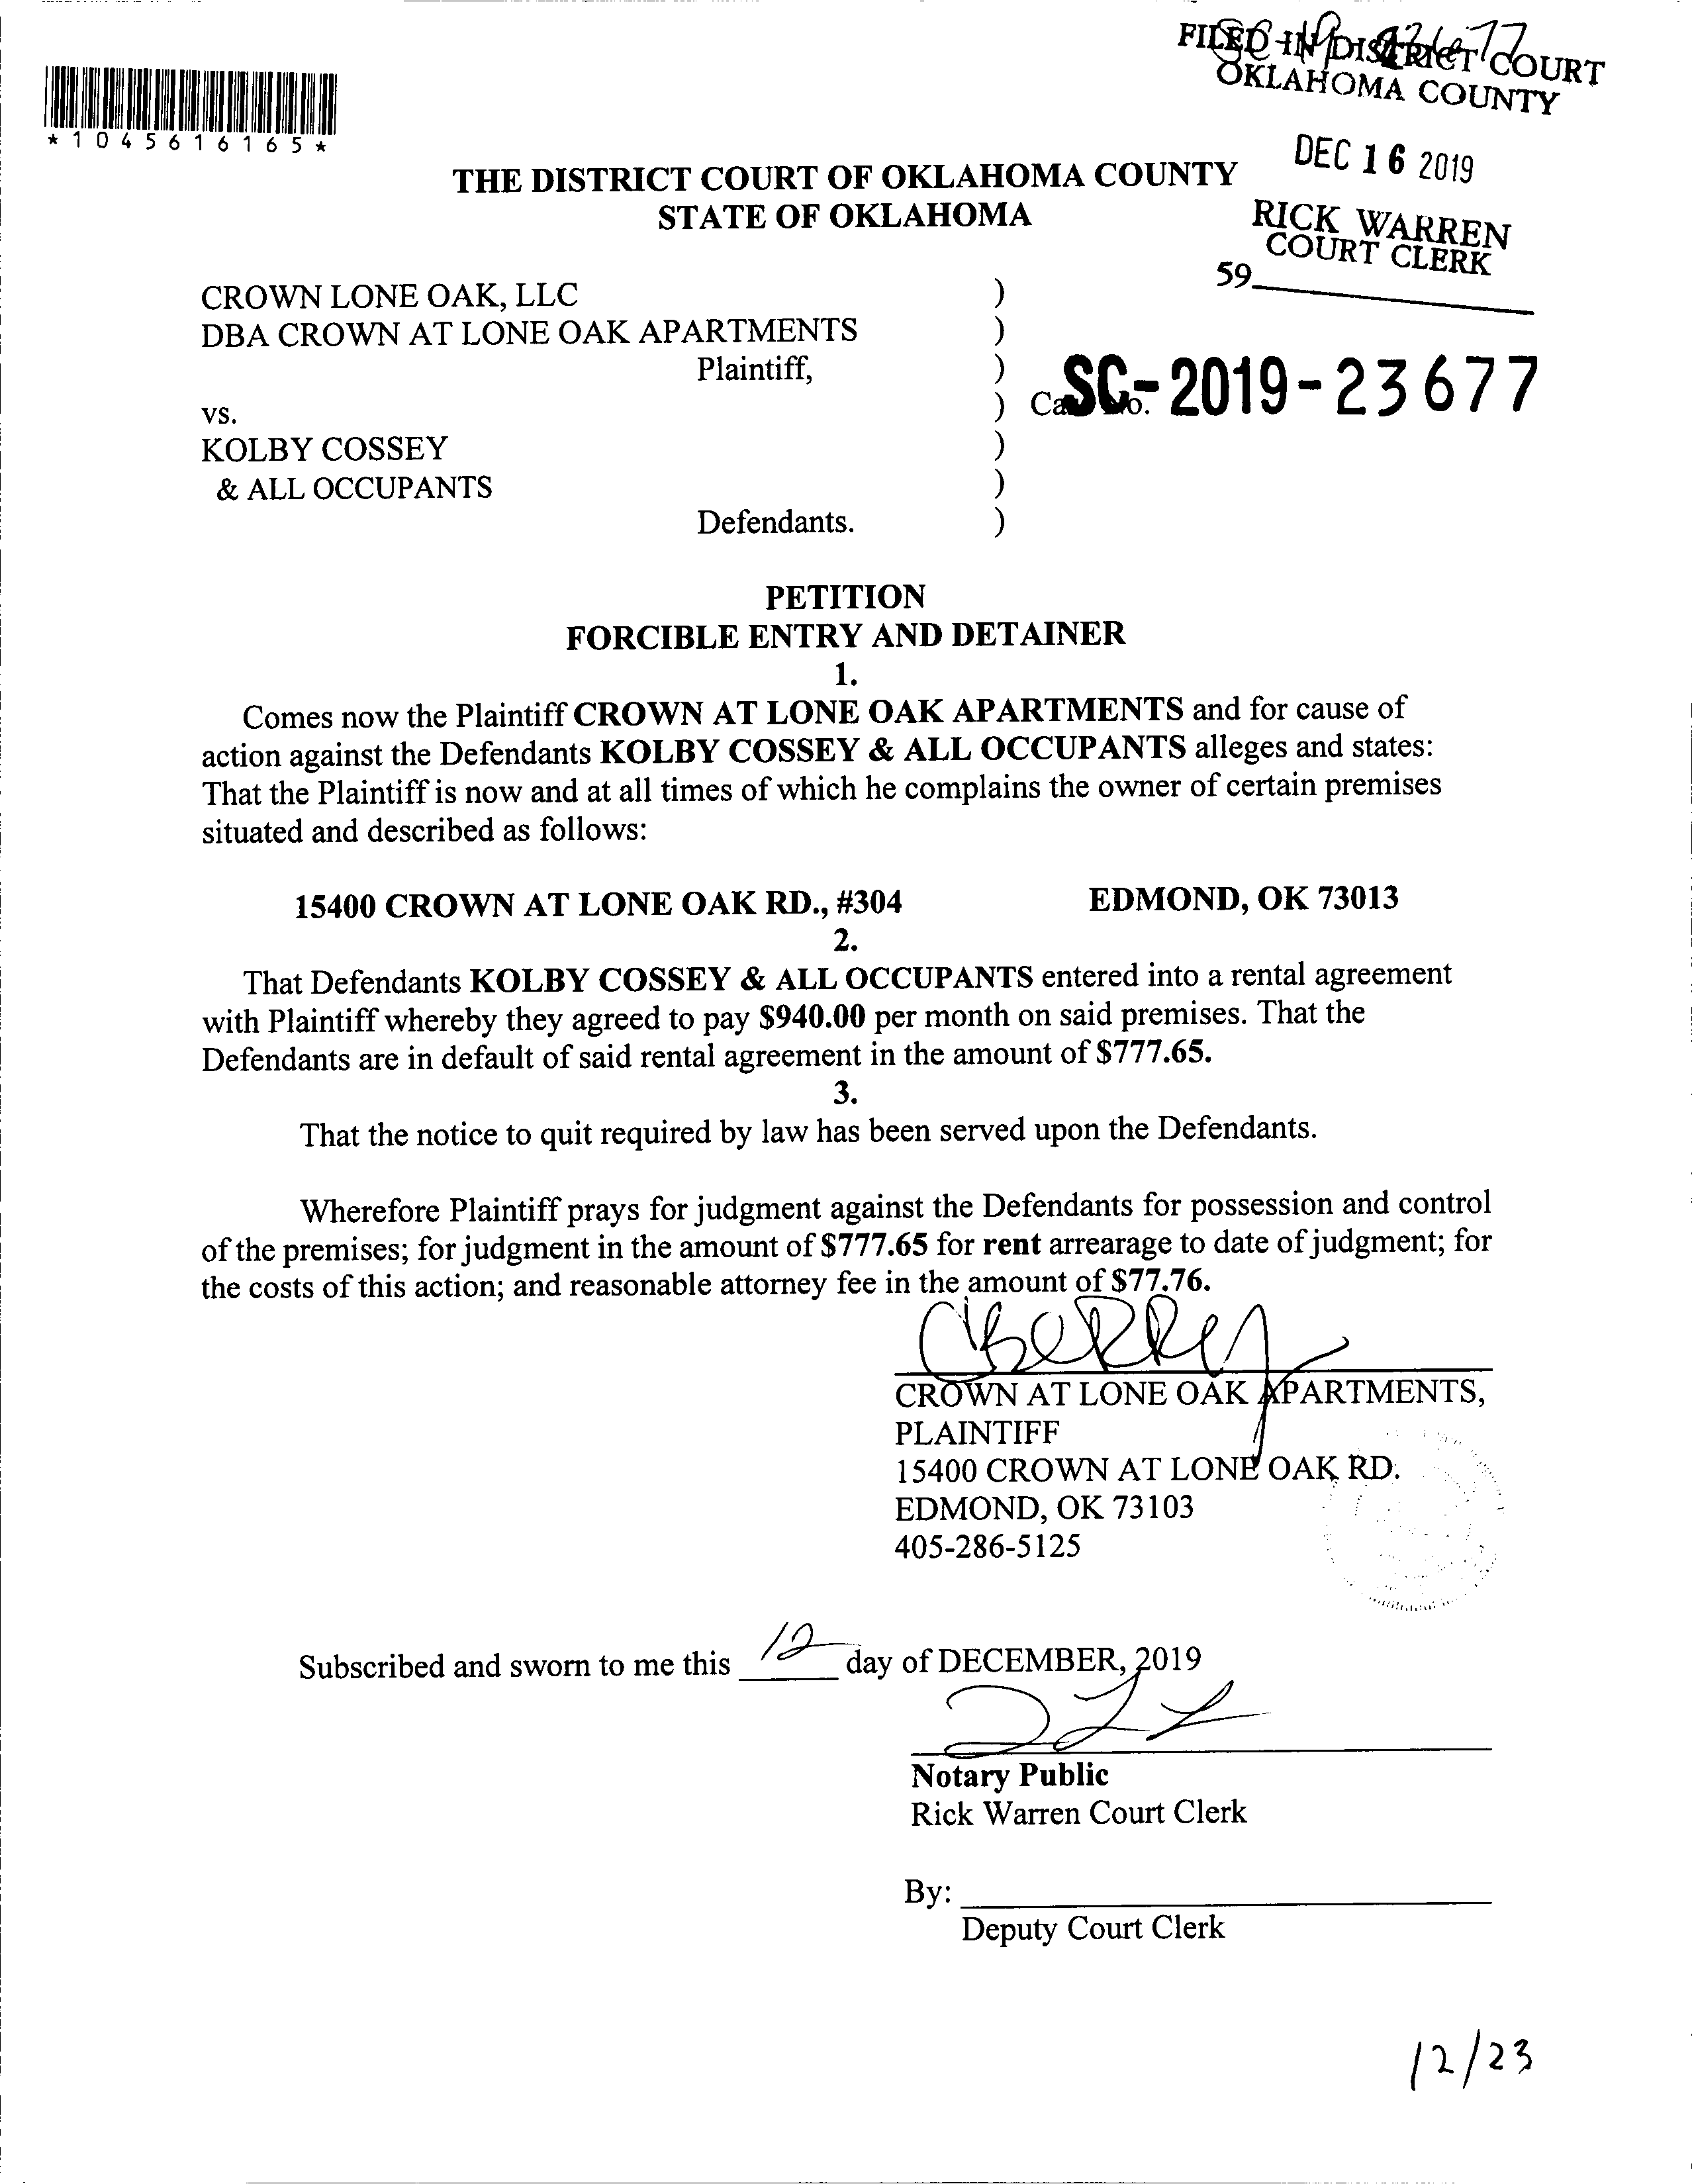 SC-19-23677
FILED IN DISTRICT COURT
OKLAHOMA COUNTY
*1045616165*
DEC 16 2019
THE DISTRICT COURT OF OKLAHOMA COUNTY
STATE OF OKLAHOMA
RICK WARREN
COURT CLERK
59
CROWN LONE OAK, LLC )
DBA CROWN AT LONE OAK APARTMENTS )
Plaintiff, )
SC-2019-23677
vs. ) Case No.
KOLBY COSSEY )
& ALL OCCUPANTS )
Defendants. )
PETITION
FORCIBLE ENTRY AND DETAINER
1.
Comes now the Plaintiff CROWN AT LONE OAK APARTMENTS and for cause of
action against the Defendants KOLBY COSSEY & ALL OCCUPANTS alleges and states:
That the Plaintiff is now and at all times of which he complains the owner of certain premises
situated and described as follows:
15400 CROWN AT LONE OAK RD., #304 EDMOND, OK 73013
2.
That Defendants KOLBY COSSEY & ALL OCCUPANTS entered into a rental agreement
with Plaintiff whereby they agreed to pay $940.00 per month on said premises. That the
Defendants are in default of said rental agreement in the amount of $777.65.
3.
That the notice to quit required by law has been served upon the Defendants.
Wherefore Plaintiff prays for judgment against the Defendants for possession and control
of the premises; for judgment in the amount of $777.65 for rent arrearage to date of judgment; for
the costs of this action; and reasonable attorney fee in the amount of $77.76.
CROWN AT LONE OAK APARTMENTS,
PLAINTIFF
15400 CROWN AT LONE OAK RD.
EDMOND, OK 73103
405-286-5125
Subscribed and sworn to me this 12 day of DECEMBER, 2019
Notary Public
Rick Warren Court Clerk
By:
Deputy Court Clerk
12/23